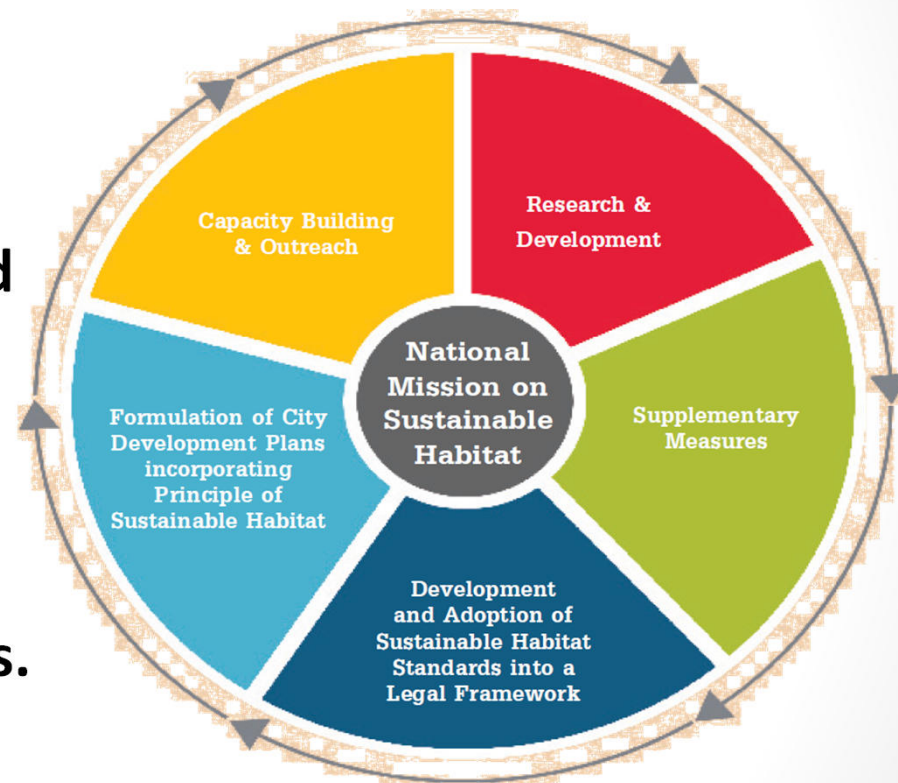 d
s.
Capacity Building
& Outreach
Research &
Development
National
Mission on
Sustainable
Habitat
Supplementary
Measures
Formulation of City
Development Plans
incorporating
Principle of
Sustainable Habitat
Development
and Adoption of
Sustainable Habitat
Standards into a
Legal Framework